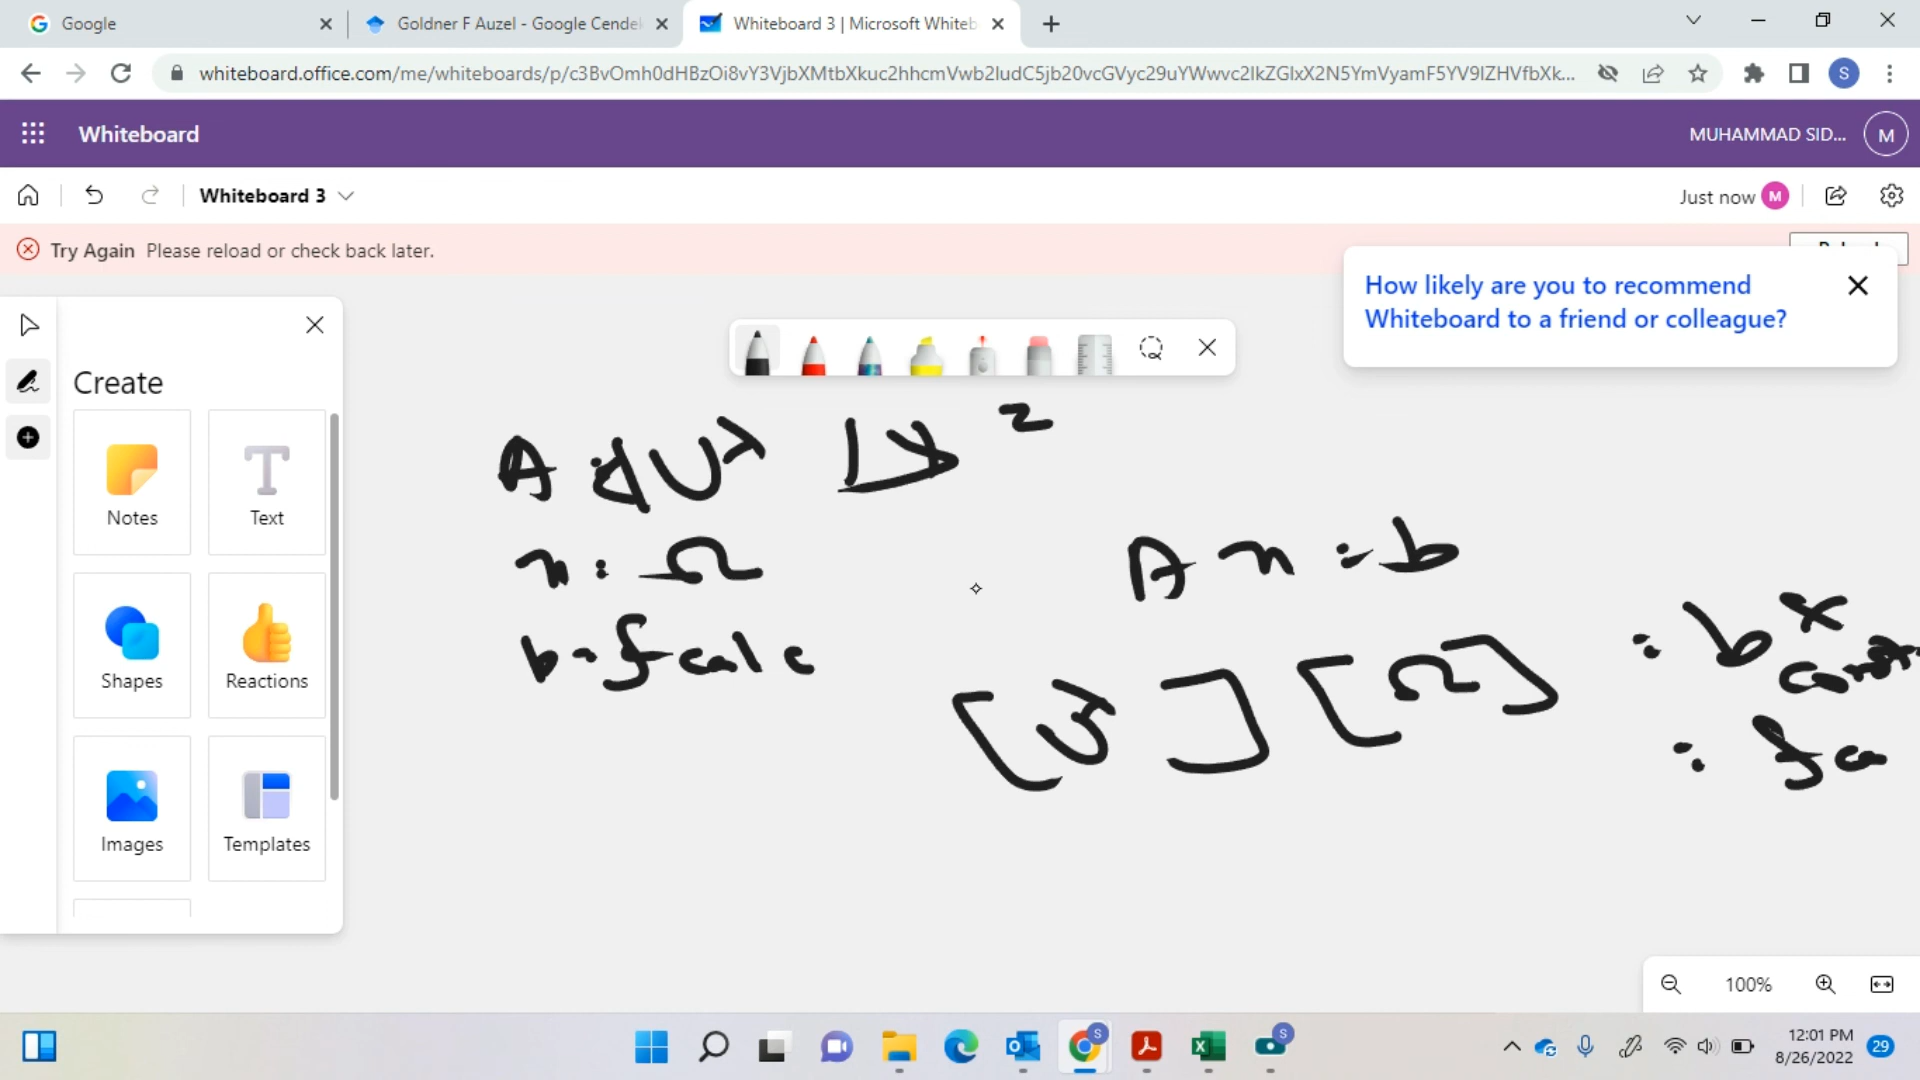 Google
Goldner F Auzel - Google Cende
Whiteboard 3 | Microsoft Whiteb
whiteboard.office.com/me/whiteboards/p/c3BvOmh0dHBzOi8vY3VjbXMtbXkuc2hhcmVwb2ludC5jb20vcGVyc29uYWwvc2lkZGlxX2N5YmVyamF5YV9lZHVfbXk...
S
Whiteboard
MUHAMMAD SID...
M
Whiteboard 3
Just now
M
Try Again Please reload or check back later.
How likely are you to recommend
Whiteboard to a friend or colleague?
Create
Notes
Text
Shapes
Reactions
Images
Templates
2
A
Ω
A n = b
b = f calc
[ ] [Ω]
100%
12:01 PM
8/26/2022
29